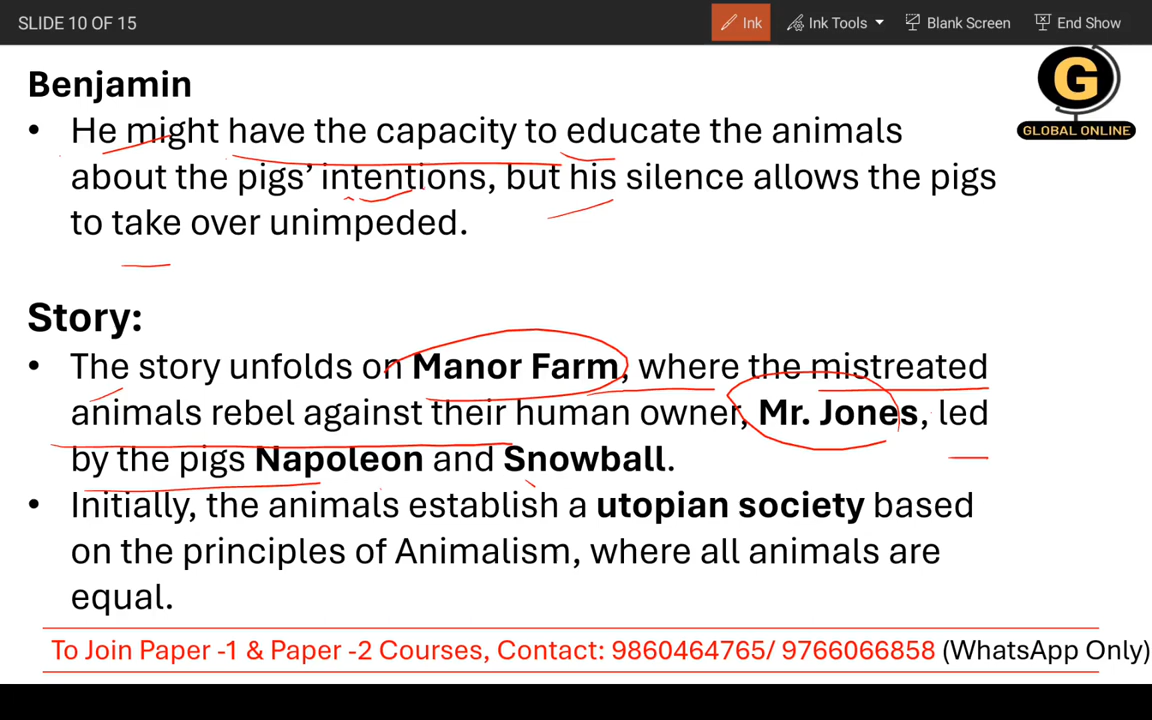 SLIDE 10 OF 15
Ink
Ink Tools
Blank Screen
End Show
Benjamin
G
GLOBAL ONLINE
• He might have the capacity to educate the animals
about the pigs’ intentions, but his silence allows the pigs
to take over unimpeded.
Story:
• The story unfolds on Manor Farm, where the mistreated
animals rebel against their human owner, Mr. Jones, led
by the pigs Napoleon and Snowball.
• Initially, the animals establish a utopian society based
on the principles of Animalism, where all animals are
equal.
To Join Paper -1 & Paper -2 Courses, Contact: 9860464765/ 9766066858 (WhatsApp Only)